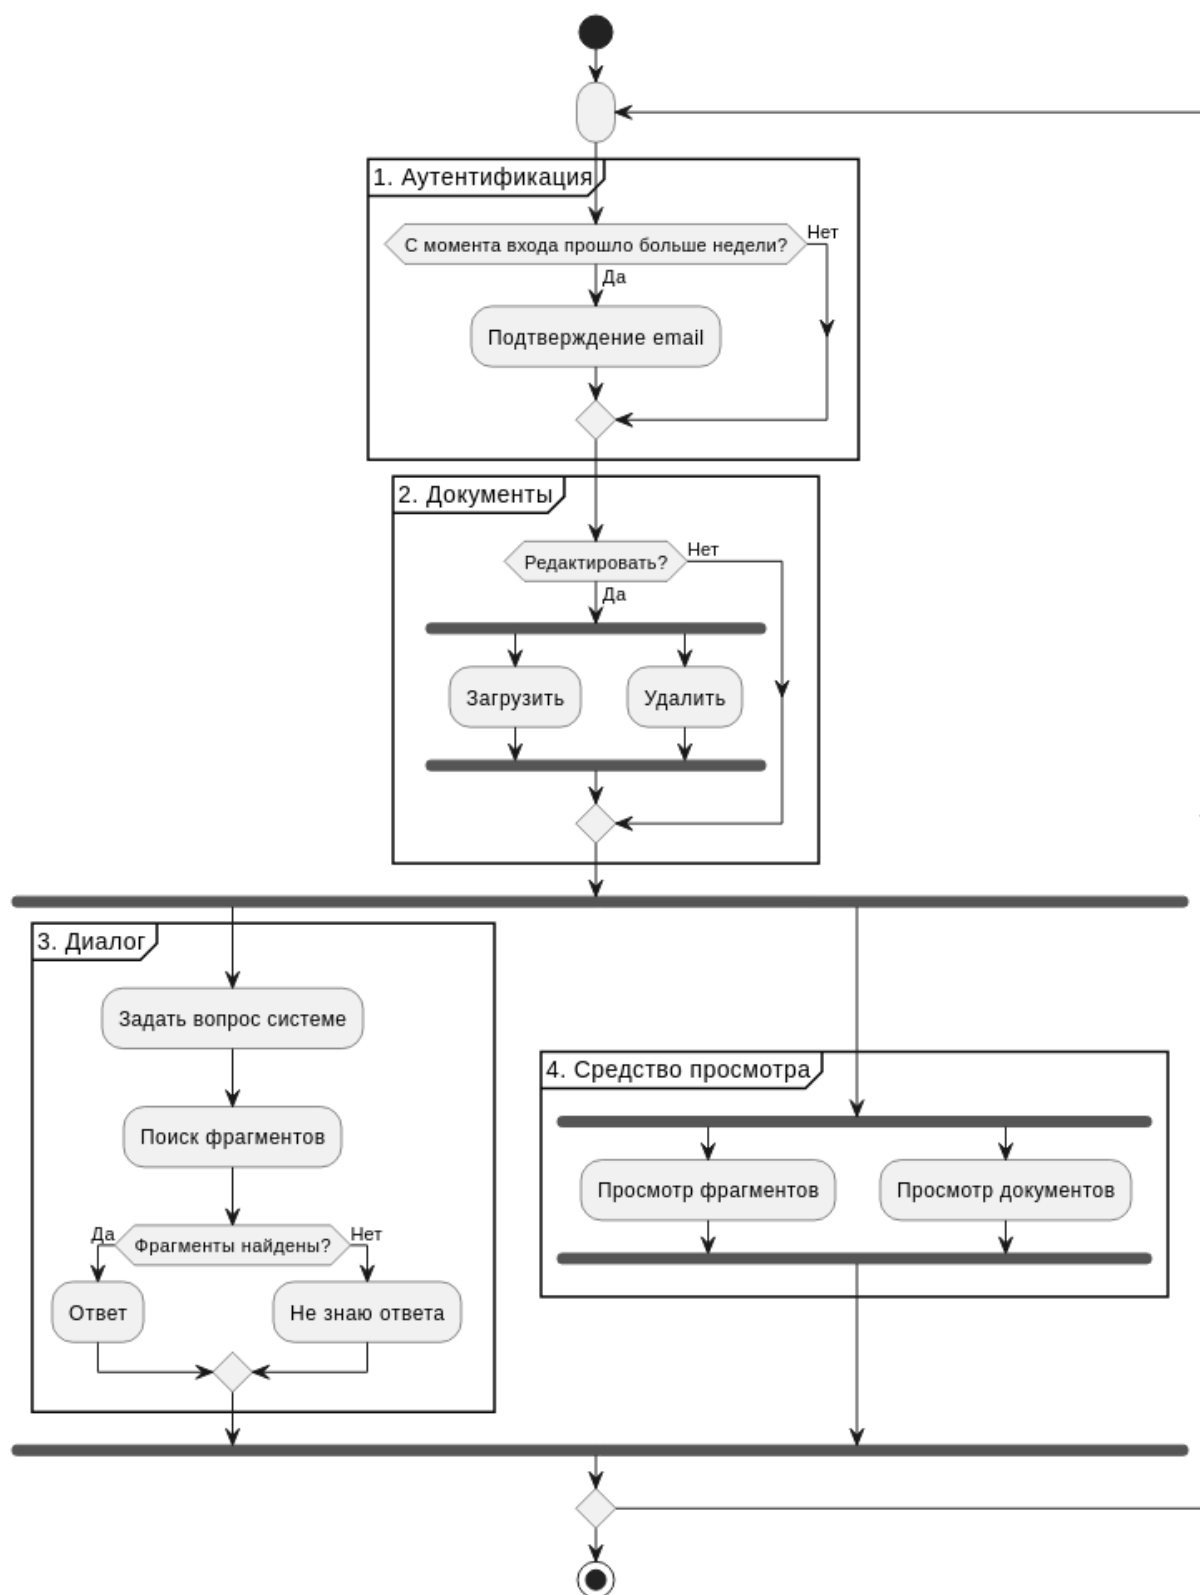 1. Аутентификация
С момента входа прошло больше недели?
Нет
Да
Подтверждение email
2. Документы
Редактировать?
Нет
Да
Загрузить
Удалить
3. Диалог
Задать вопрос системе
4. Средство просмотра
Поиск фрагментов
Просмотр фрагментов
Просмотр документов
Да
Фрагменты найдены?
Нет
Ответ
Не знаю ответа